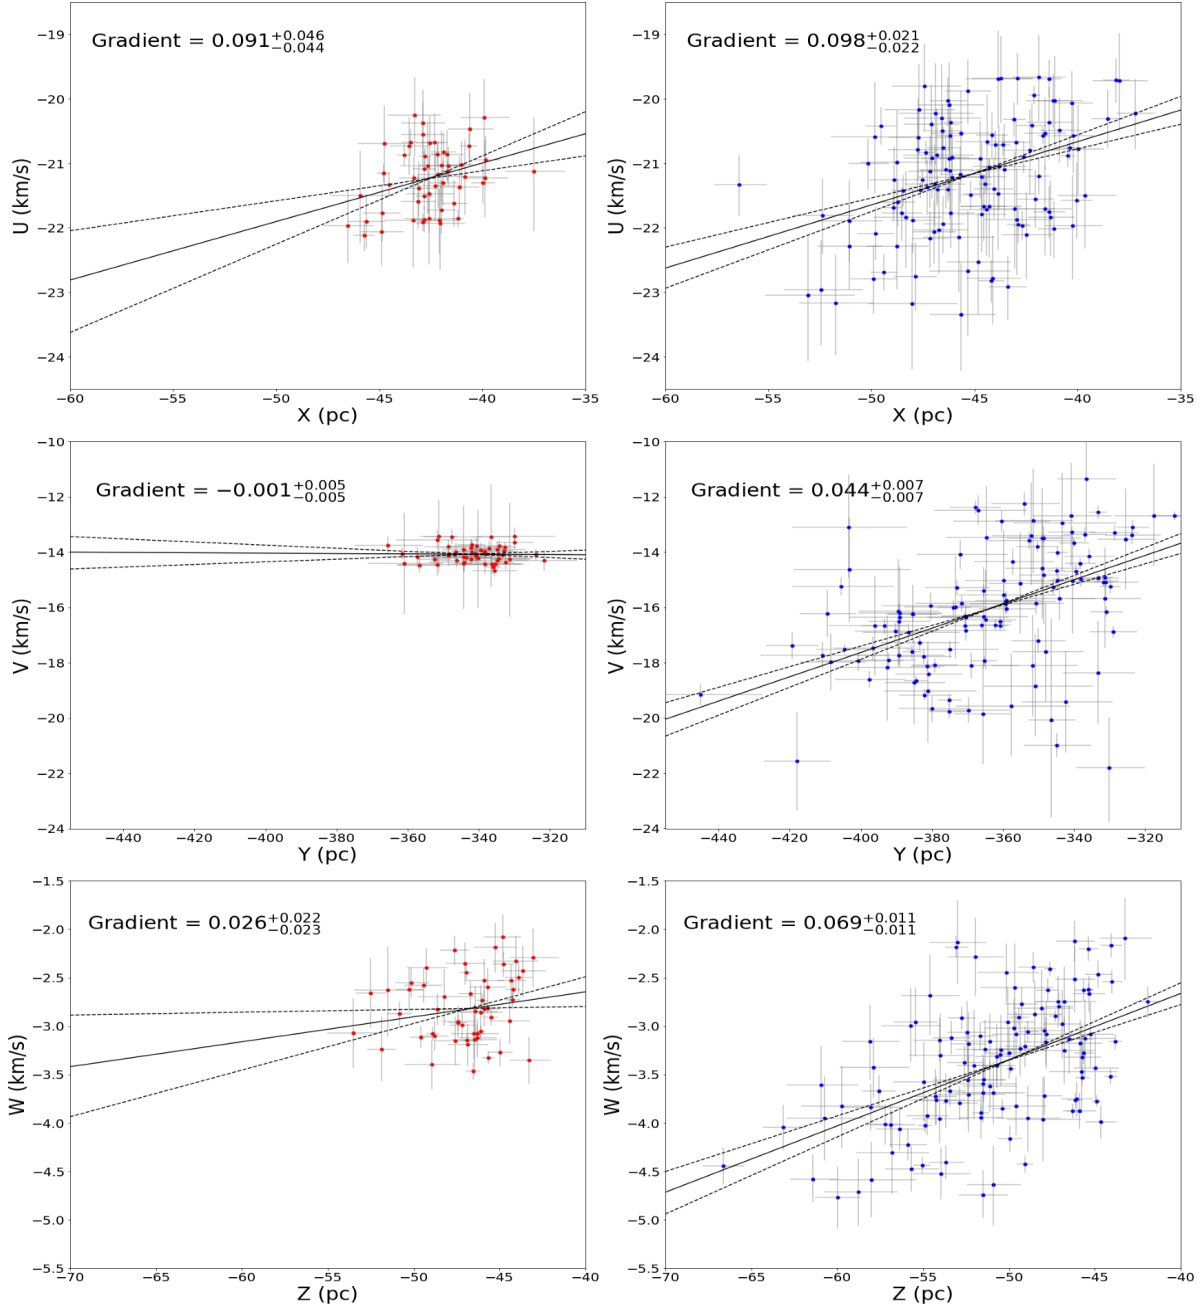 Gradient = 0.091 +0.046 −0.044
−19
−20
−21
−22
−23
−24
U (km/s)
−60 −55 −50 −45 −40 −35
X (pc)
Gradient = 0.098 +0.021 −0.022
−19
−20
−21
−22
−23
−24
U (km/s)
−60 −55 −50 −45 −40 −35
X (pc)
Gradient = −0.001 +0.005 −0.005
−10
−12
−14
−16
−18
−20
−22
−24
V (km/s)
−440 −420 −400 −380 −360 −340 −320
Y (pc)
Gradient = 0.044 +0.007 −0.007
−10
−12
−14
−16
−18
−20
−22
−24
V (km/s)
−440 −420 −400 −380 −360 −340 −320
Y (pc)
Gradient = 0.026 +0.022 −0.023
−1.5
−2.0
−2.5
−3.0
−3.5
−4.0
−4.5
−5.0
−5.5
W (km/s)
−70 −65 −60 −55 −50 −45 −40
Z (pc)
Gradient = 0.069 +0.011 −0.011
−1.5
−2.0
−2.5
−3.0
−3.5
−4.0
−4.5
−5.0
−5.5
W (km/s)
−70 −65 −60 −55 −50 −45 −40
Z (pc)